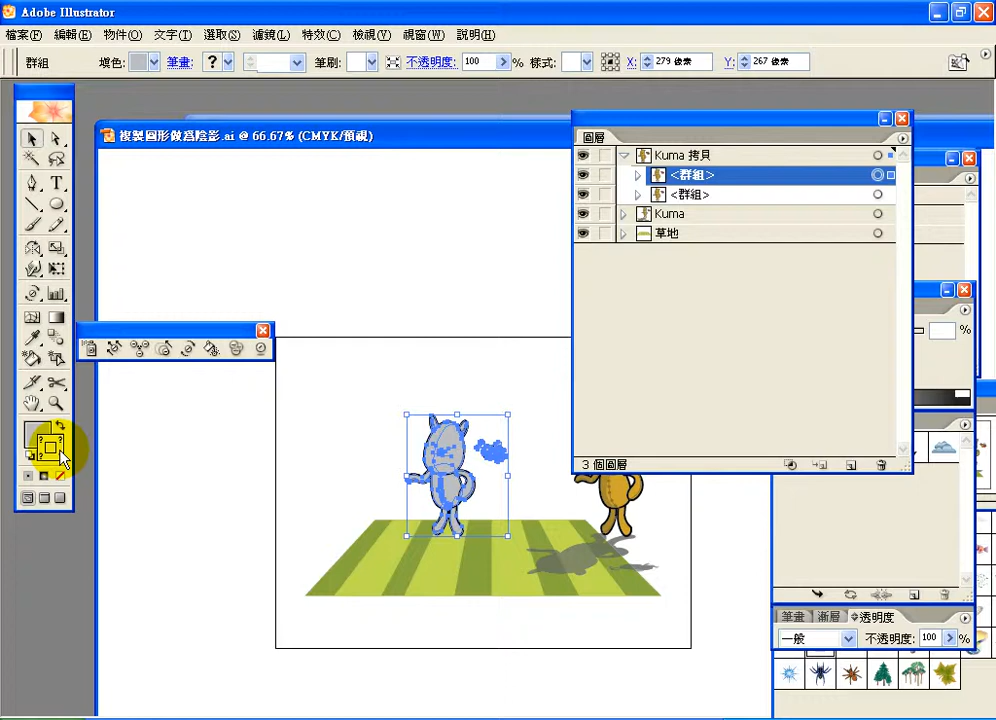 Adobe Illustrator
檔案(F) 編輯(E) 物件(O) 文字(T) 選取(S) 濾鏡(L) 特效(C) 檢視(V) 視窗(W) 說明(H)
群組 填色: 筆畫: ? 筆刷: 不透明度: 100 % 樣式: X: 279 像素 Y: 267 像素
複製圖形做為陰影.ai @ 66.67% (CMYK/預視)
圖層
Kuma 拷貝
<群組>
<群組>
Kuma
草地
%
3 個圖層
筆畫 漸層 透明度
一般 不透明度: 100 %